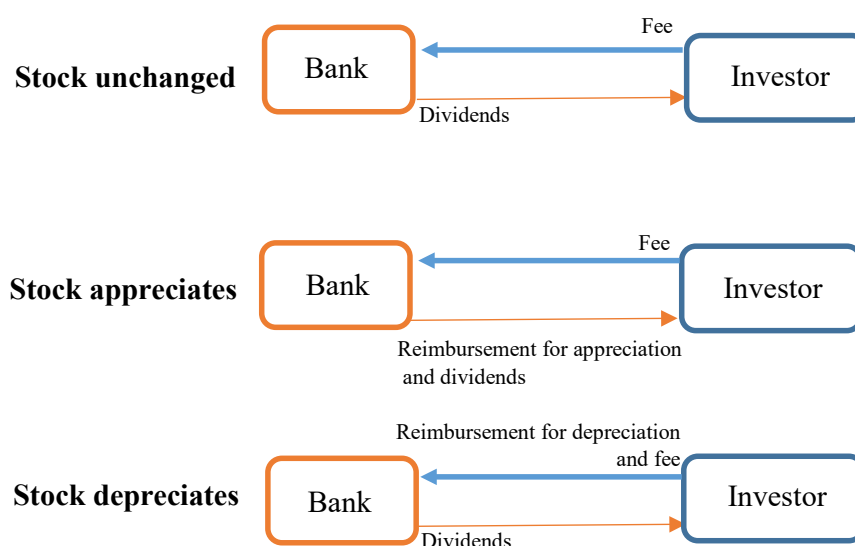 Fee
Stock unchanged
Bank
Investor
Dividends
Fee
Stock appreciates
Bank
Investor
Reimbursement for appreciation
and dividends
Reimbursement for depreciation
and fee
Stock depreciates
Bank
Investor
Dividends